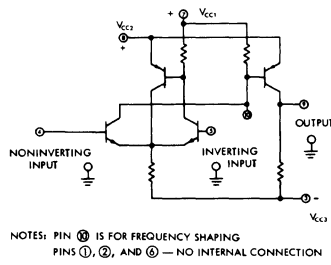 + 7 VCC1
VCC2 8 +
9
10
OUTPUT
4
5
NONINVERTING INPUT
INVERTING INPUT
3 -
VCC3
NOTES: PIN 10 IS FOR FREQUENCY SHAPING
PINS 1, 2, AND 6 — NO INTERNAL CONNECTION